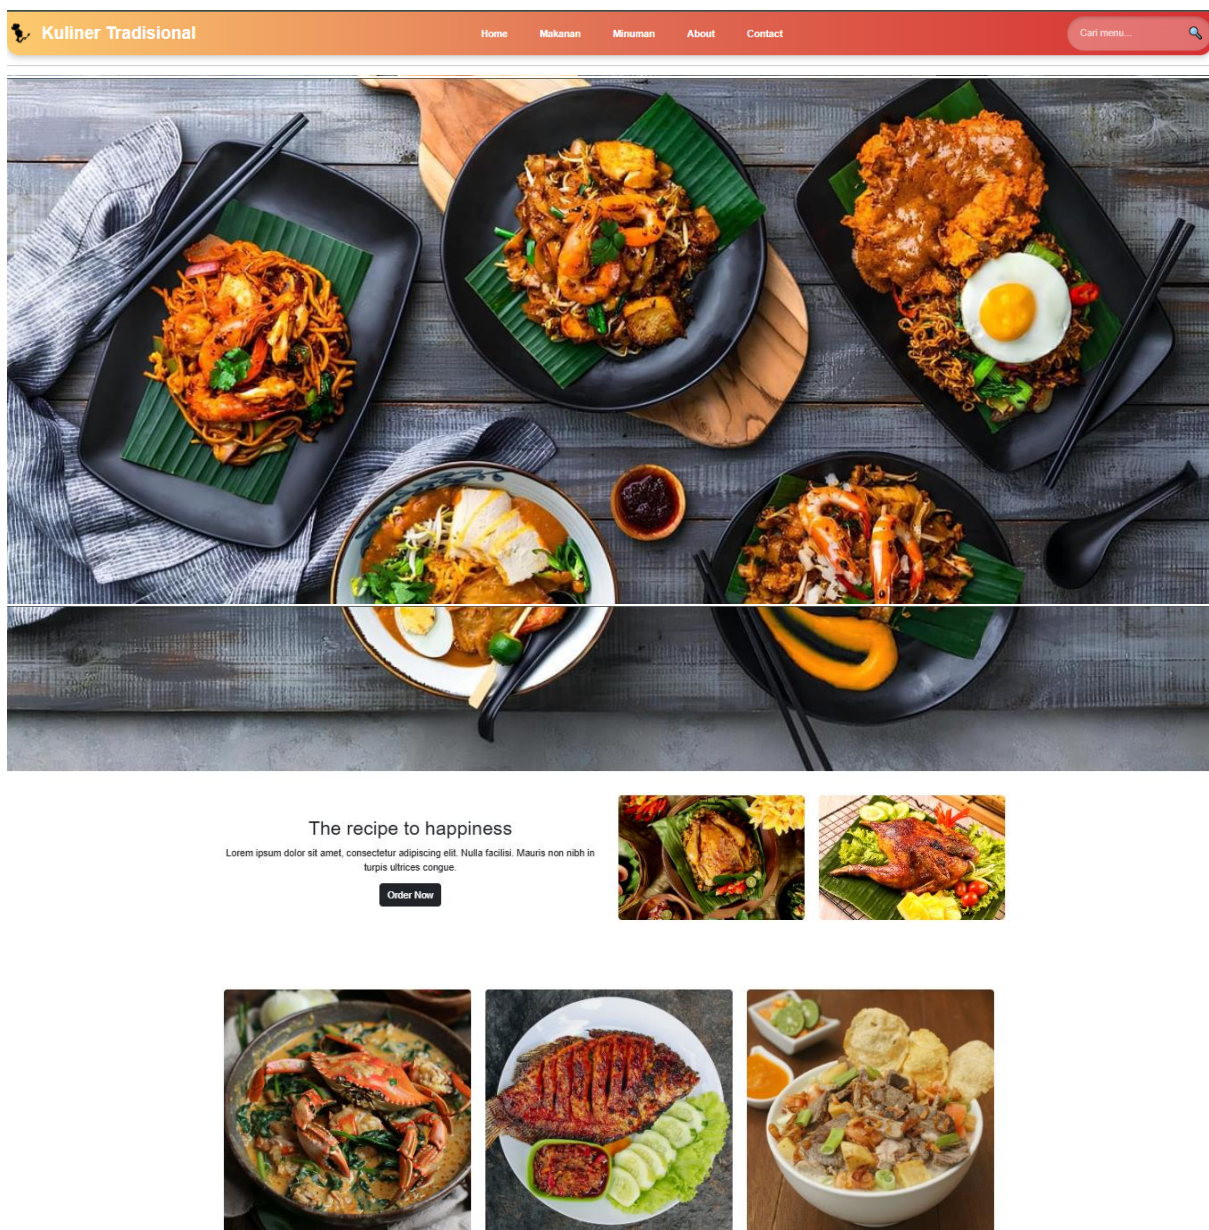 Kuliner Tradisional
Home Makanan Minuman About Contact
Cari menu...
The recipe to happiness
Lorem ipsum dolor sit amet, consectetur adipiscing elit. Nulla facilisi. Mauris non nibh in
turpis ultrices congue.
Order Now